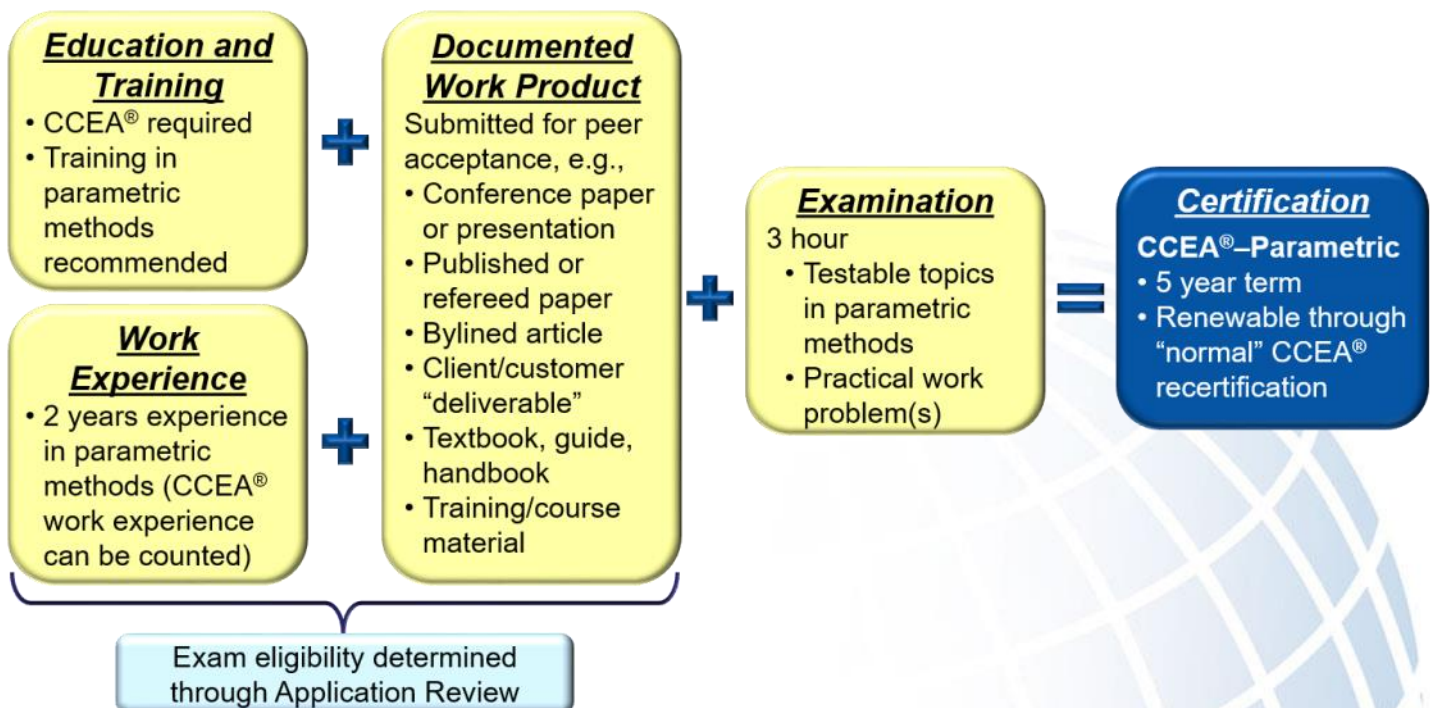 Education and
Training
• CCEA® required
• Training in
parametric
methods
recommended
Work
Experience
• 2 years experience
in parametric
methods (CCEA®
work experience
can be counted)
Documented
Work Product
Submitted for peer
acceptance, e.g.,
• Conference paper
or presentation
• Published or
refereed paper
• Bylined article
• Client/customer
“deliverable”
• Textbook, guide,
handbook
• Training/course
material
Examination
3 hour
• Testable topics
in parametric
methods
• Practical work
problem(s)
Certification
CCEA®–Parametric
• 5 year term
• Renewable through
“normal” CCEA®
recertification
Exam eligibility determined
through Application Review